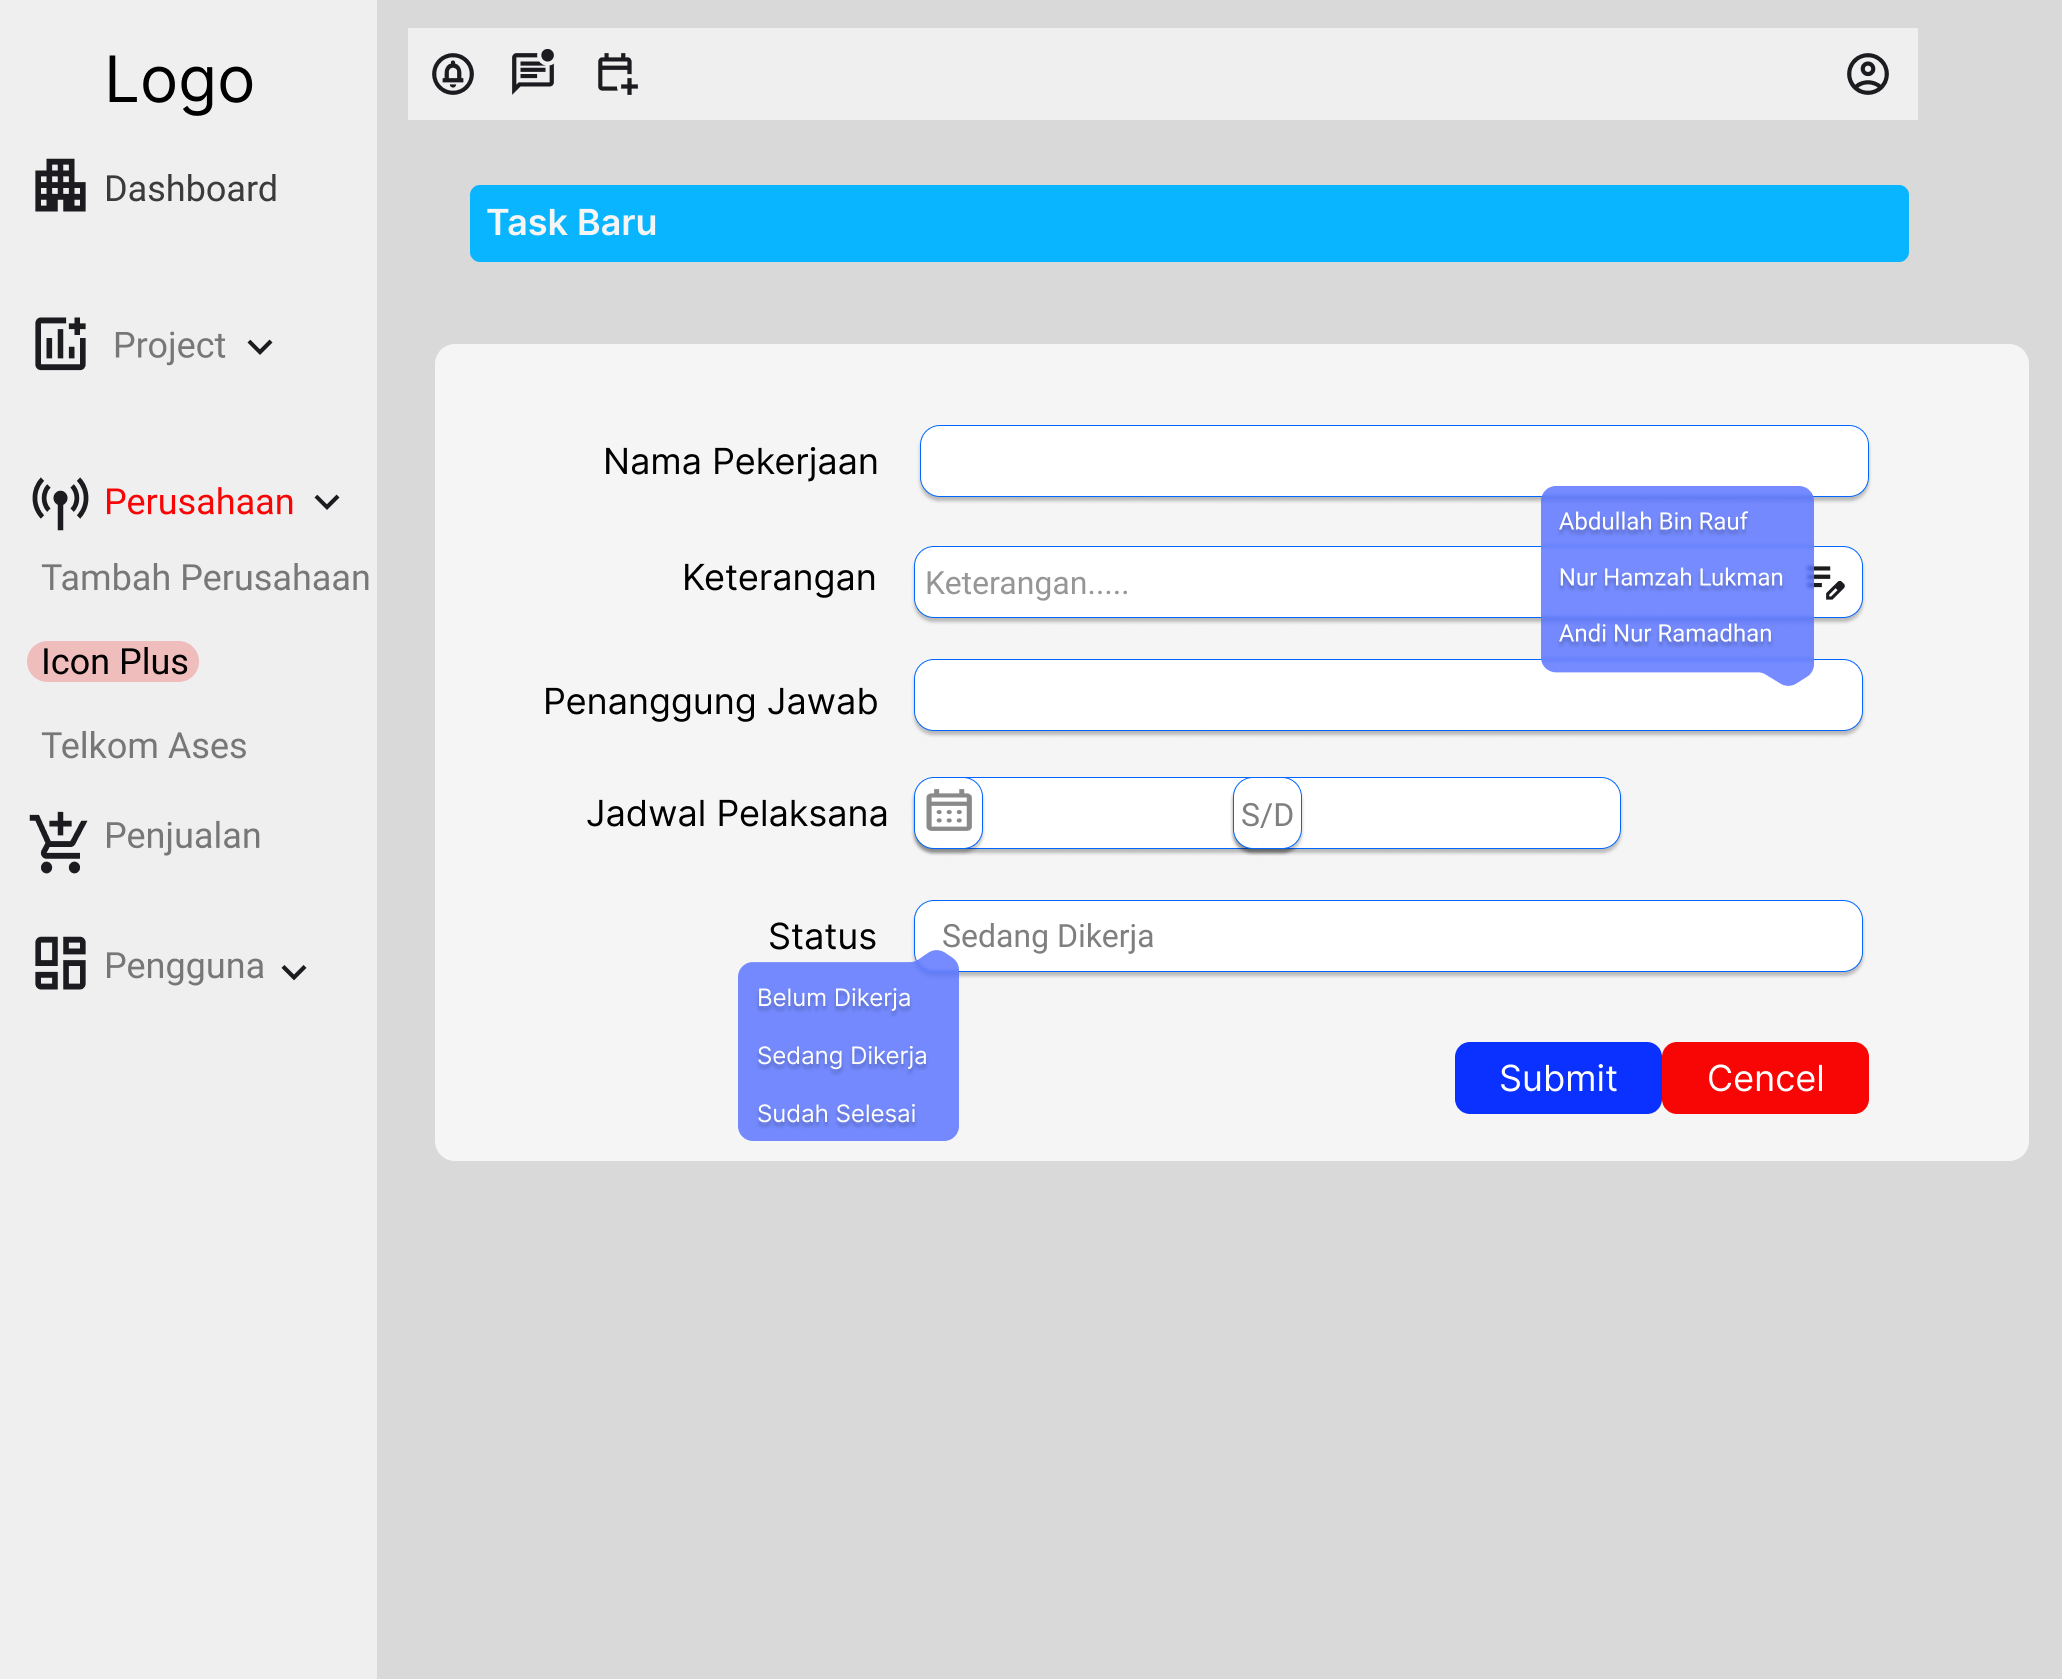 Logo
Dashboard
Project
Perusahaan
Tambah Perusahaan
Icon Plus
Telkom Ases
Penjualan
Pengguna
Task Baru
Nama Pekerjaan
Abdullah Bin Rauf
Nur Hamzah Lukman
Andi Nur Ramadhan
Keterangan
Keterangan.....
Penanggung Jawab
Jadwal Pelaksana
S/D
Status
Sedang Dikerja
Belum Dikerja
Sedang Dikerja
Sudah Selesai
Submit
Cencel